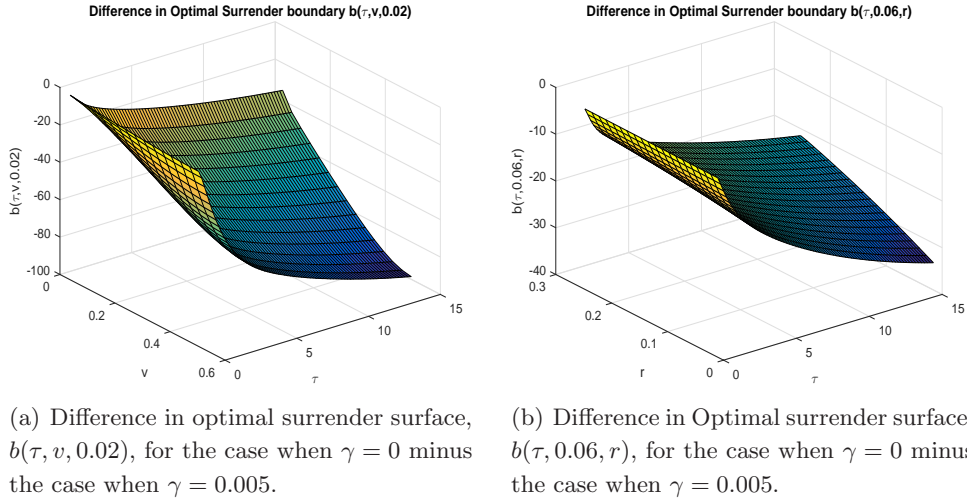 Difference in Optimal Surrender boundary b(τ,v,0.02)
0
-20
-40
-60
-80
-100
b(τ,v,0.02)
0
0.2
0.4
0.6
v
0
5
10
15
τ
Difference in Optimal Surrender boundary b(τ,0.06,r)
0
-10
-20
-30
-40
b(τ,0.06,r)
0.3
0.2
0.1
0
r
0
5
10
15
τ
(a) Difference in optimal surrender surface,
b(τ, v, 0.02), for the case when γ = 0 minus
the case when γ = 0.005.
(b) Difference in Optimal surrender surface
b(τ, 0.06, r), for the case when γ = 0 minus
the case when γ = 0.005.